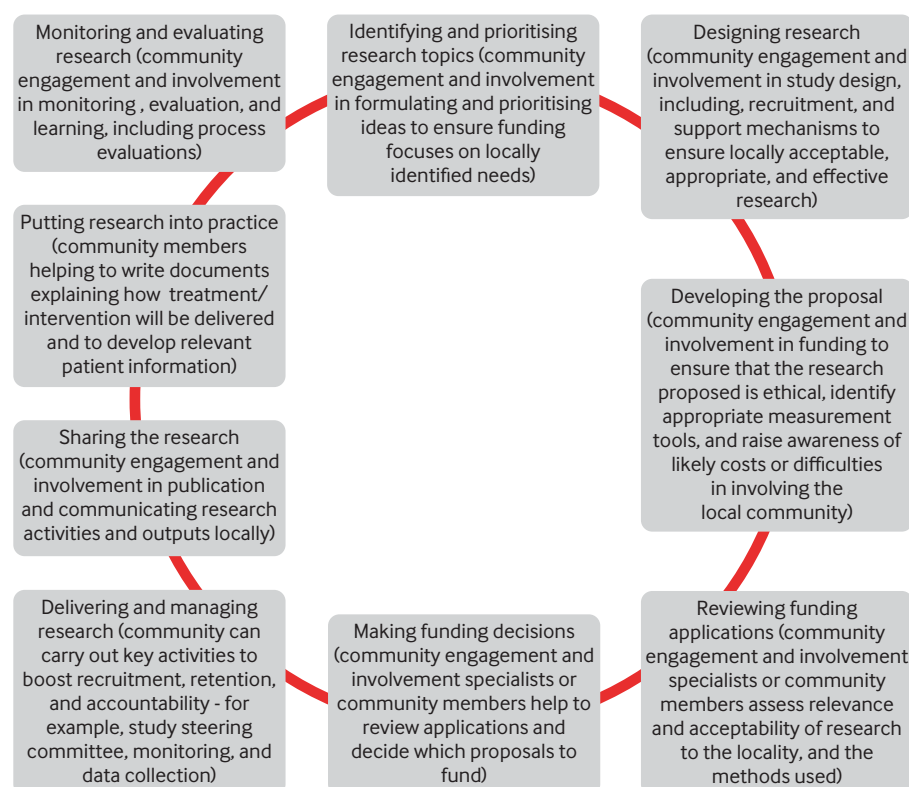 Identifying and prioritising
research topics (community
engagement and involvement
in formulating and prioritising
ideas to ensure funding
focuses on locally
identified needs)
Designing research
(community engagement and
involvement in study design,
including, recruitment, and
support mechanisms to
ensure locally acceptable,
appropriate, and effective
research)
Developing the proposal
(community engagement and
involvement in funding to
ensure that the research
proposed is ethical, identify
appropriate measurement
tools, and raise awareness of
likely costs or difficulties
in involving the
local community)
Reviewing funding
applications (community
engagement and involvement
specialists or community
members assess relevance
and acceptability of research
to the locality, and the
methods used)
Making funding decisions
(community engagement and
involvement specialists or
community members help to
review applications and
decide which proposals to
fund)
Delivering and managing
research (community can
carry out key activities to
boost recruitment, retention,
and accountability - for
example, study steering
committee, monitoring, and
data collection)
Sharing the research
(community engagement and
involvement in publication
and communicating research
activities and outputs locally)
Putting research into practice
(community members
helping to write documents
explaining how treatment/
intervention will be delivered
and to develop relevant
patient information)
Monitoring and evaluating
research (community
engagement and involvement
in monitoring , evaluation, and
learning, including process
evaluations)